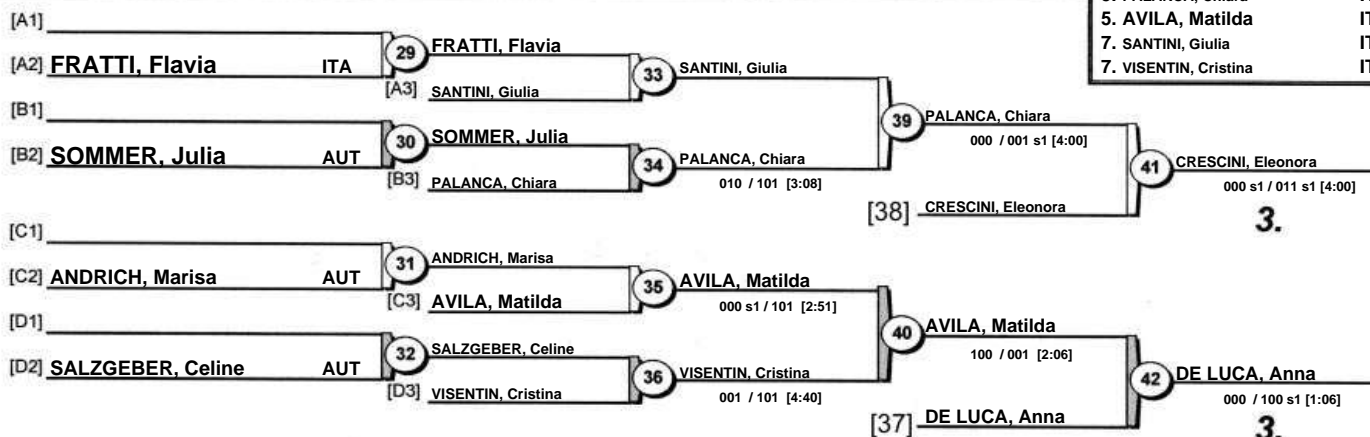 5. AVILA, Matilda
7. SANTINI, Giulia
7. VISENTIN, Cristina
[A1]
[A2] FRATTI, Flavia ITA
29
FRATTI, Flavia
[A3] SANTINI, Giulia
33
SANTINI, Giulia
[B1]
[B2] SOMMER, Julia AUT
30
SOMMER, Julia
[B3] PALANCA, Chiara
34
PALANCA, Chiara
010 / 101 [3:08]
39
PALANCA, Chiara
000 / 001 s1 [4:00]
[38] CRESCINI, Eleonora
41
CRESCINI, Eleonora
000 s1 / 011 s1 [4:00]
3.
[C1]
[C2] ANDRICH, Marisa AUT
31
ANDRICH, Marisa
[C3] AVILA, Matilda
35
AVILA, Matilda
000 s1 / 101 [2:51]
[D1]
[D2] SALZGEBER, Celine AUT
32
SALZGEBER, Celine
[D3] VISENTIN, Cristina
36
VISENTIN, Cristina
001 / 101 [4:40]
40
AVILA, Matilda
100 / 001 [2:06]
[37] DE LUCA, Anna
42
DE LUCA, Anna
000 / 100 s1 [1:06]
3.